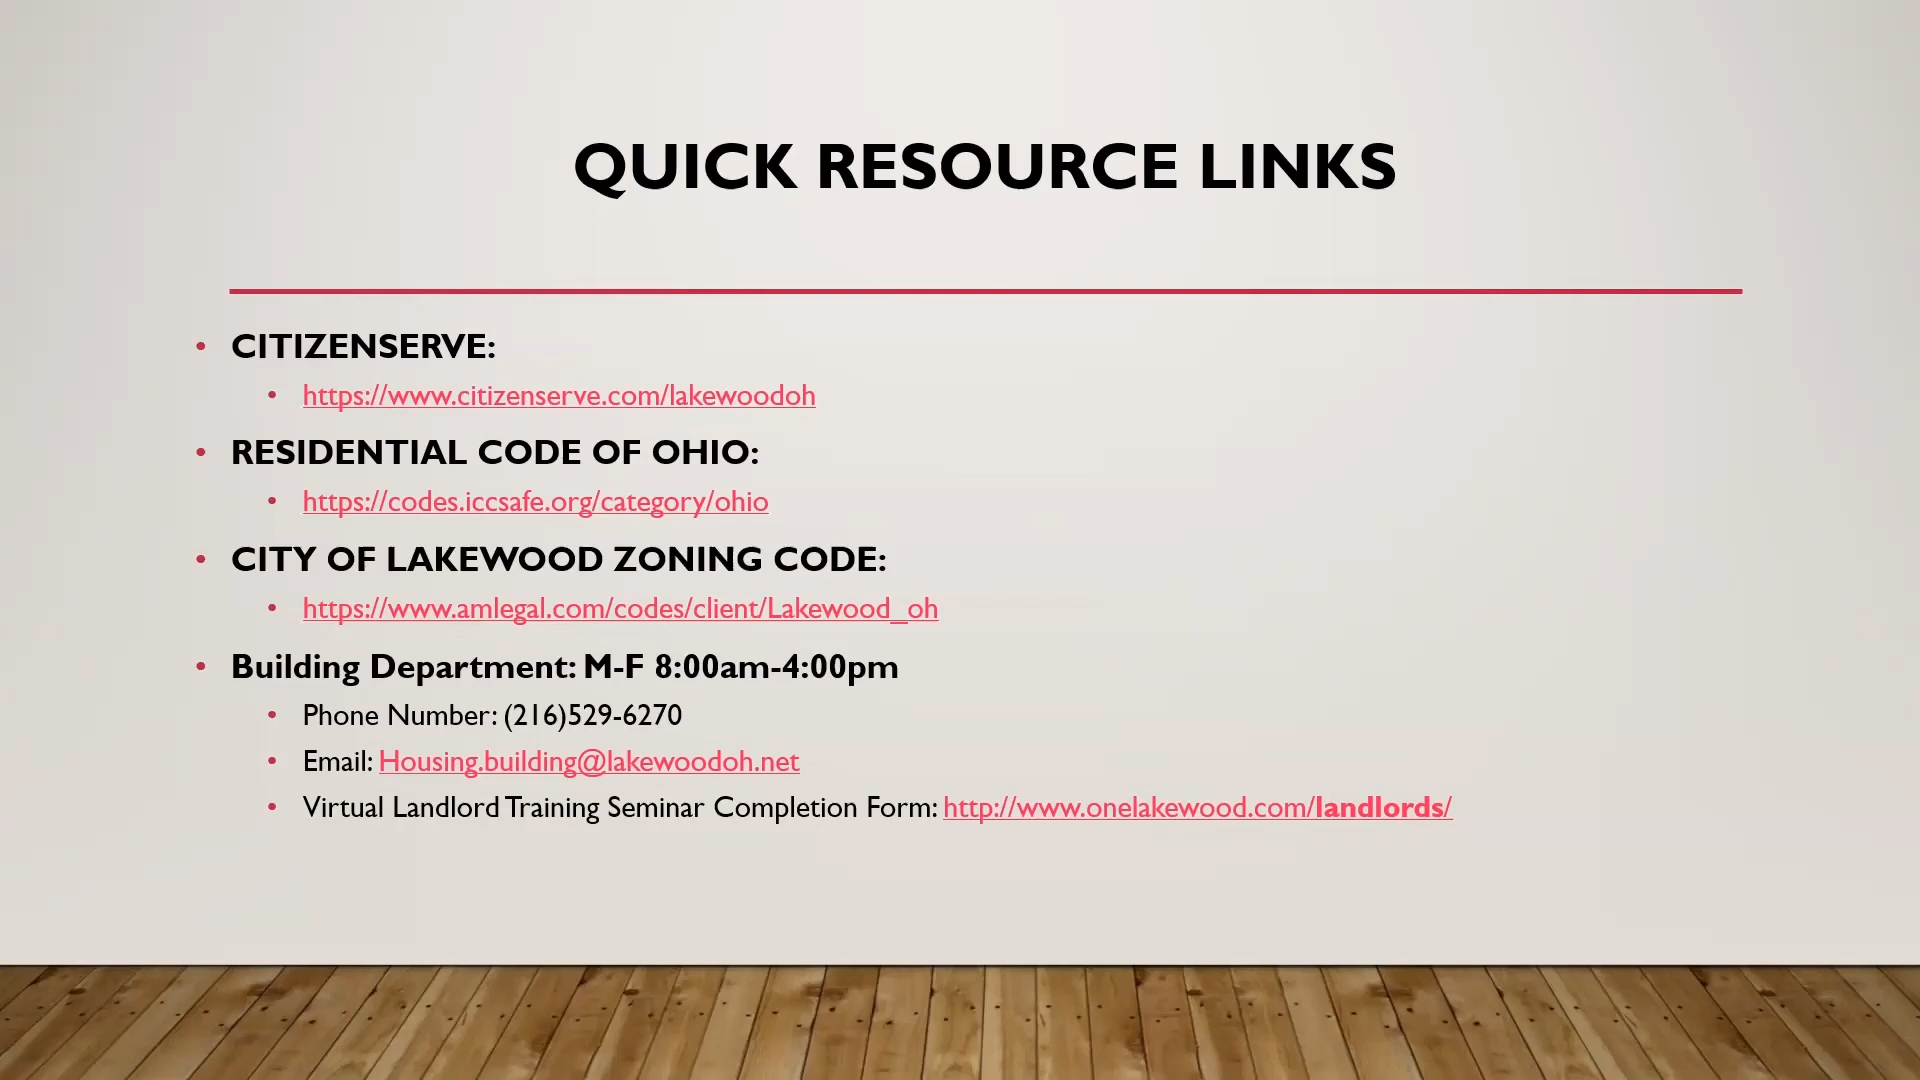 QUICK RESOURCE LINKS
• CITIZENSERVE:
• https://www.citizenserve.com/lakewoodoh
• RESIDENTIAL CODE OF OHIO:
• https://codes.iccsafe.org/category/ohio
• CITY OF LAKEWOOD ZONING CODE:
• https://www.amlegal.com/codes/client/Lakewood_oh
• Building Department: M-F 8:00am-4:00pm
• Phone Number: (216)529-6270
• Email: Housing.building@lakewoodoh.net
• Virtual Landlord Training Seminar Completion Form: http://www.onelakewood.com/landlords/